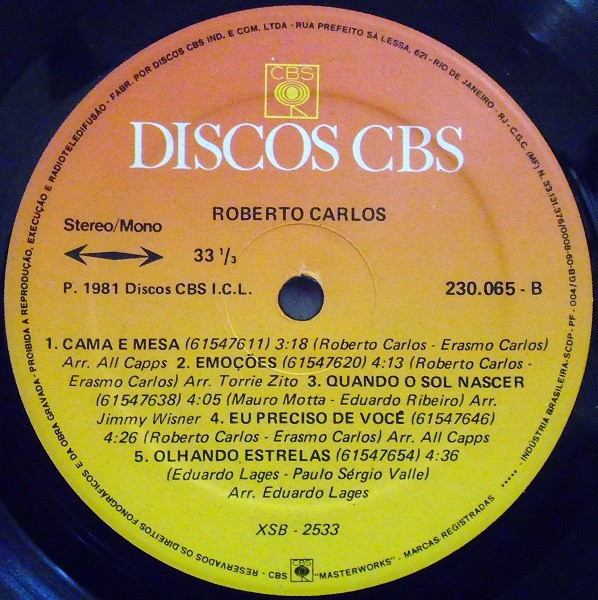 FABR. POR DISCOS CBS IND. E COM. LTDA - RUA PREFEITO SÁ LESSA, 621 - RIO DE JANEIRO - RJ - C.G.C. (MF) N. 33.131.376/
INDÚSTRIA BRASILEIRA - SCDP - PF - 004/GB-09-800
CBS
DISCOS CBS
ROBERTO CARLOS
Stereo/Mono
33 1/3
P. 1981 Discos CBS I.C.L.
230.065 - B
1. CAMA E MESA (61547611) 3:18 (Roberto Carlos - Erasmo Carlos)
Arr. All Capps 2. EMOÇÕES (61547620) 4:13 (Roberto Carlos -
Erasmo Carlos) Arr. Torrie Zito 3. QUANDO O SOL NASCER
(61547638) 4:05 (Mauro Motta - Eduardo Ribeiro) Arr.
Jimmy Wisner 4. EU PRECISO DE VOCÊ (61547646)
4:26 (Roberto Carlos - Erasmo Carlos) Arr. All Capps
5. OLHANDO ESTRELAS (61547654) 4:36
(Eduardo Lages - Paulo Sérgio Valle)
Arr. Eduardo Lages
XSB - 2533
RESERVADOS OS DIREITOS FONOGRÁFICOS E DA OBRA GRAVADA - PROIBIDA A REPRODUÇÃO, EXECUÇÃO E RADIOTELEDIFUSÃO -
- CBS CBS "MASTERWORKS" - MARCAS REGISTRADAS *****